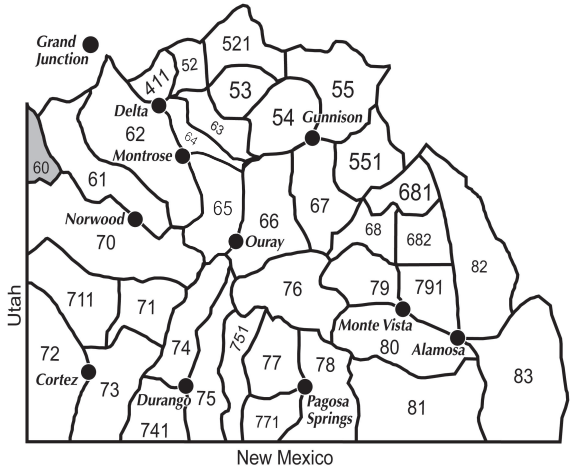 Grand
Junction
521
52
411
53
55
54
Gunnison
Delta
62
64
63
Montrose
551
60
61
681
Norwood
65
66
67
68
682
70
Ouray
82
711
71
76
79
791
Utah
Monte Vista
72
74
751
77
78
80
Alamosa
Cortez
73
Durango
75
Pagosa
Springs
83
741
771
81
New Mexico